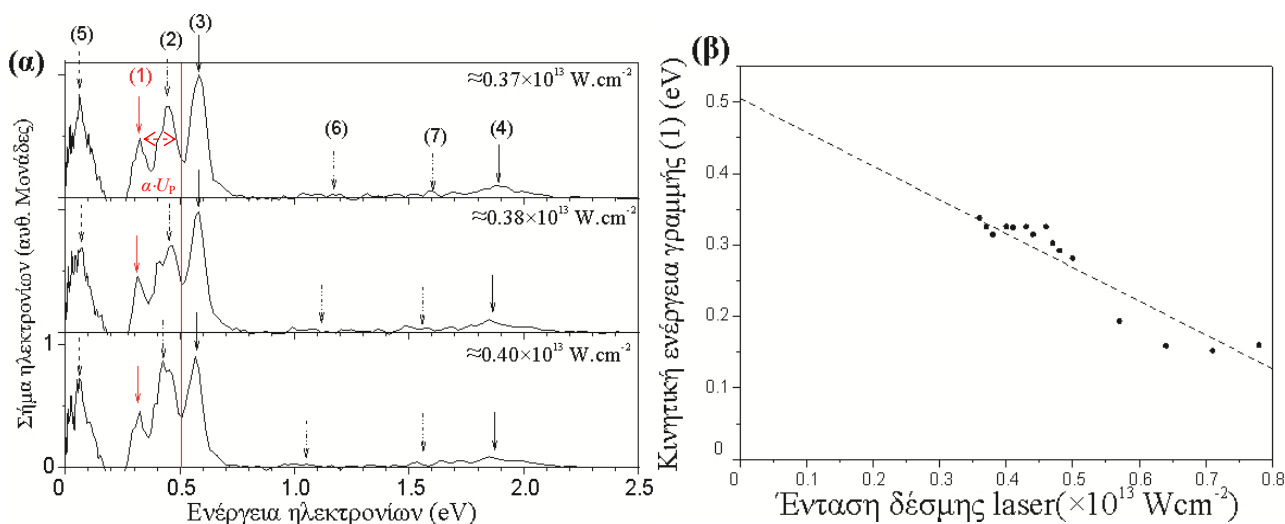 (α)
(5)
(1)
(2)
(3)
≈0.37×10¹³ W.cm⁻²
(6)
(7)
(4)
α·U_P
≈0.38×10¹³ W.cm⁻²
1
≈0.40×10¹³ W.cm⁻²
0
Σήμα ηλεκτρονίων (αυθ. Μονάδες)
0 0.5 1.0 1.5 2.0 2.5
Ενέργεια ηλεκτρονίων (eV)
(β)
Κινητική ενέργεια γραμμής (1) (eV)
0.5
0.4
0.3
0.2
0.1
0
0 0.1 0.2 0.3 0.4 0.5 0.6 0.7 0.8
Ένταση δέσμης laser(×10¹³ Wcm⁻²)